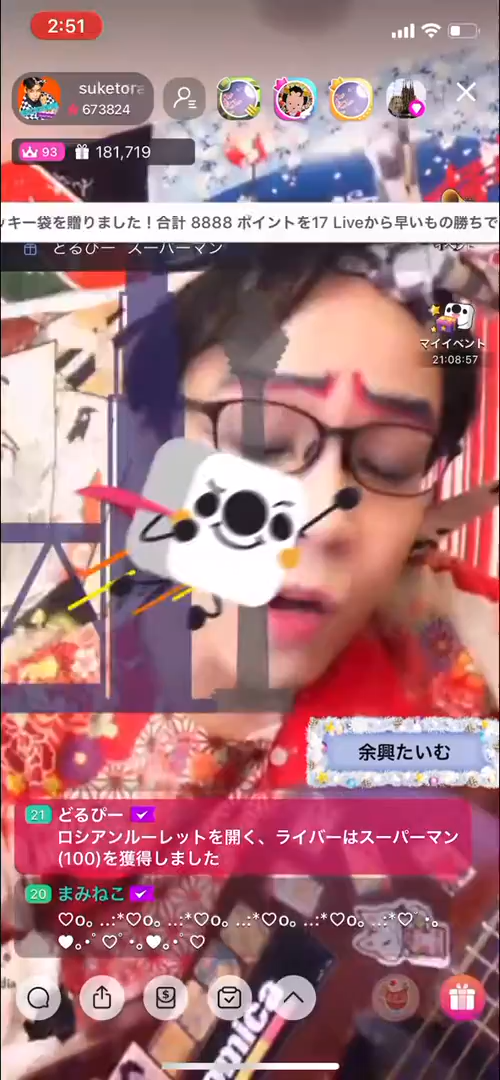 2:51
suketora
673824
93 181,719
ッキー袋を贈りました！合計 8888 ポイントを17 Liveから早いもの勝ちで
どるぴー スーパーマン
マイイベント
21:08:57
余興たいむ
21 どるぴー
ロシアンルーレットを開く、ライバーはスーパーマン
(100)を獲得しました
20 まみねこ
♡o｡ ..:*♡o｡ ..:*♡o｡ ..:*♡o｡ ..:*♡o｡ ..:*♡ﾟ･｡
♥｡･ﾟ♡ﾟ･｡♥｡･ﾟ♡
mica